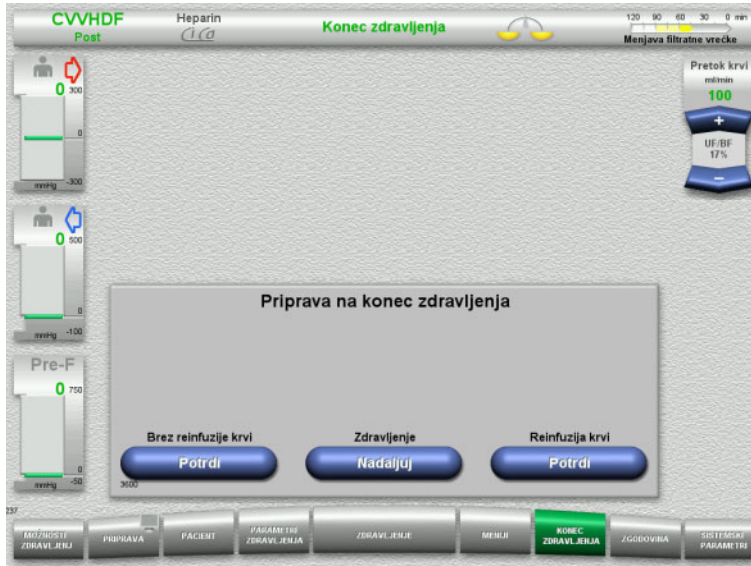 CVVHDF
Post
Heparin
Cica
Konec zdravljenja
120 90 60 30 0 min
Menjava filtratne vrečke
0 300
0
mmHg -300
0 500
0
mmHg -100
Pre-F
0 750
0
mmHg -50
Pretok krvi
ml/min
100
+
UF/BF
17%
−
Priprava na konec zdravljenja
Brez reinfuzije krvi
Potrdi
Zdravljenje
Nadaljuj
Reinfuzija krvi
Potrdi
3600
237
MOŽNOSTI ZDRAVLJENJ
PRIPRAVA
PACIENT
PARAMETRI ZDRAVLJENJA
ZDRAVLJENJE
MENIJI
KONEC ZDRAVLJENJA
ZGODOVINA
SISTEMSKI PARAMETRI